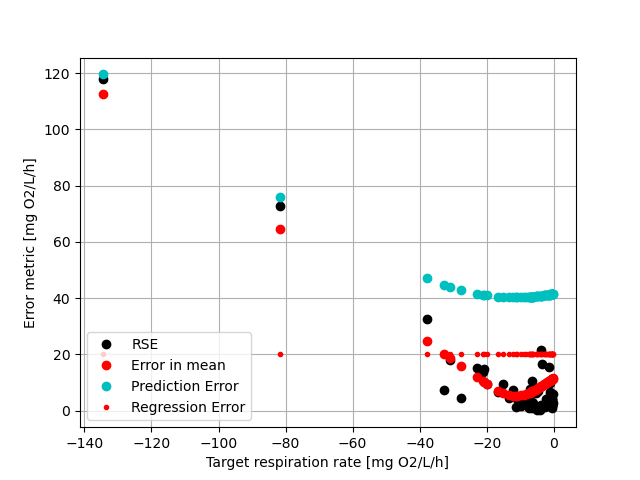 120
100
80
60
40
20
0
Error metric [mg O2/L/h]
RSE
Error in mean
Prediction Error
Regression Error
−140 −120 −100 −80 −60 −40 −20 0
Target respiration rate [mg O2/L/h]